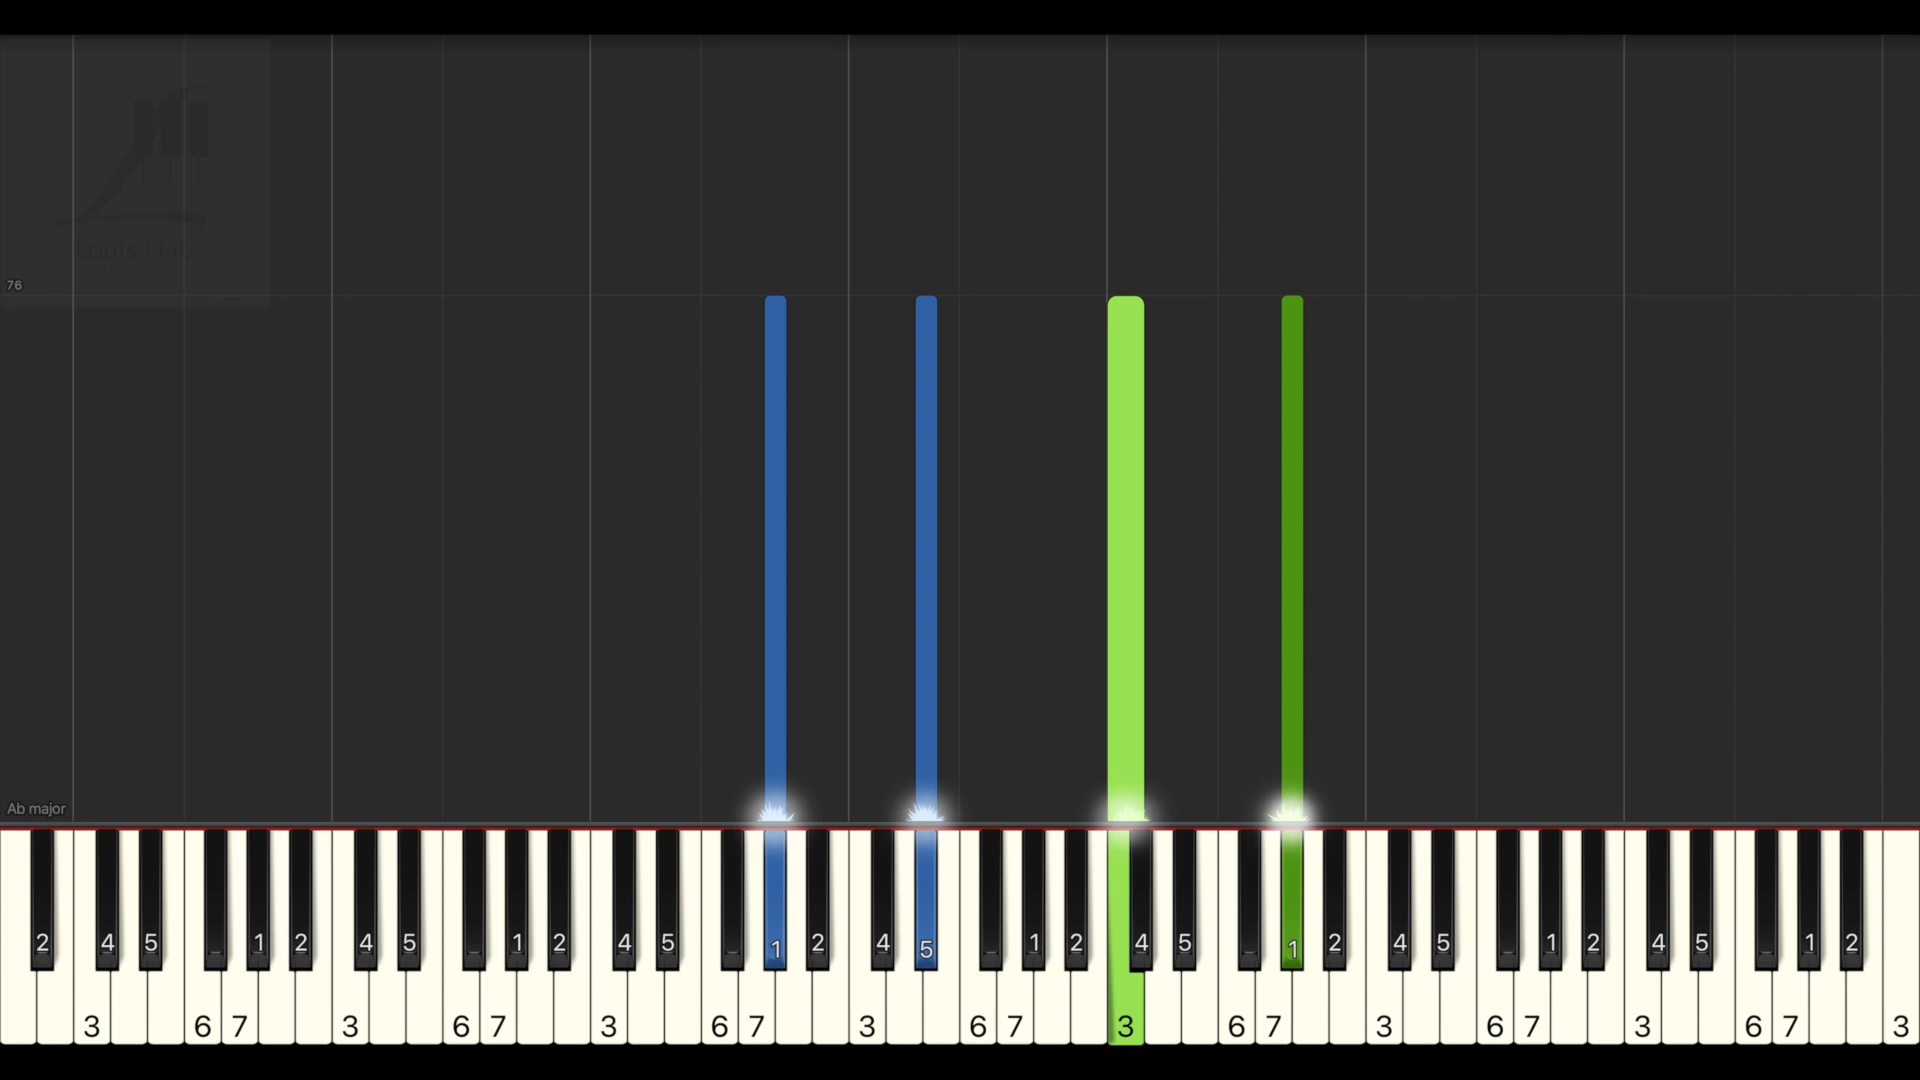 Louis Liao
76
Ab major
2 4 5 1 2 4 5 1 2 4 5 1 2 4 5 1 2 4 5 1 2 4 5 1 2 4 5 1 2
3 6 7 3 6 7 3 6 7 3 6 7 3 6 7 3 6 7 3 6 7 3